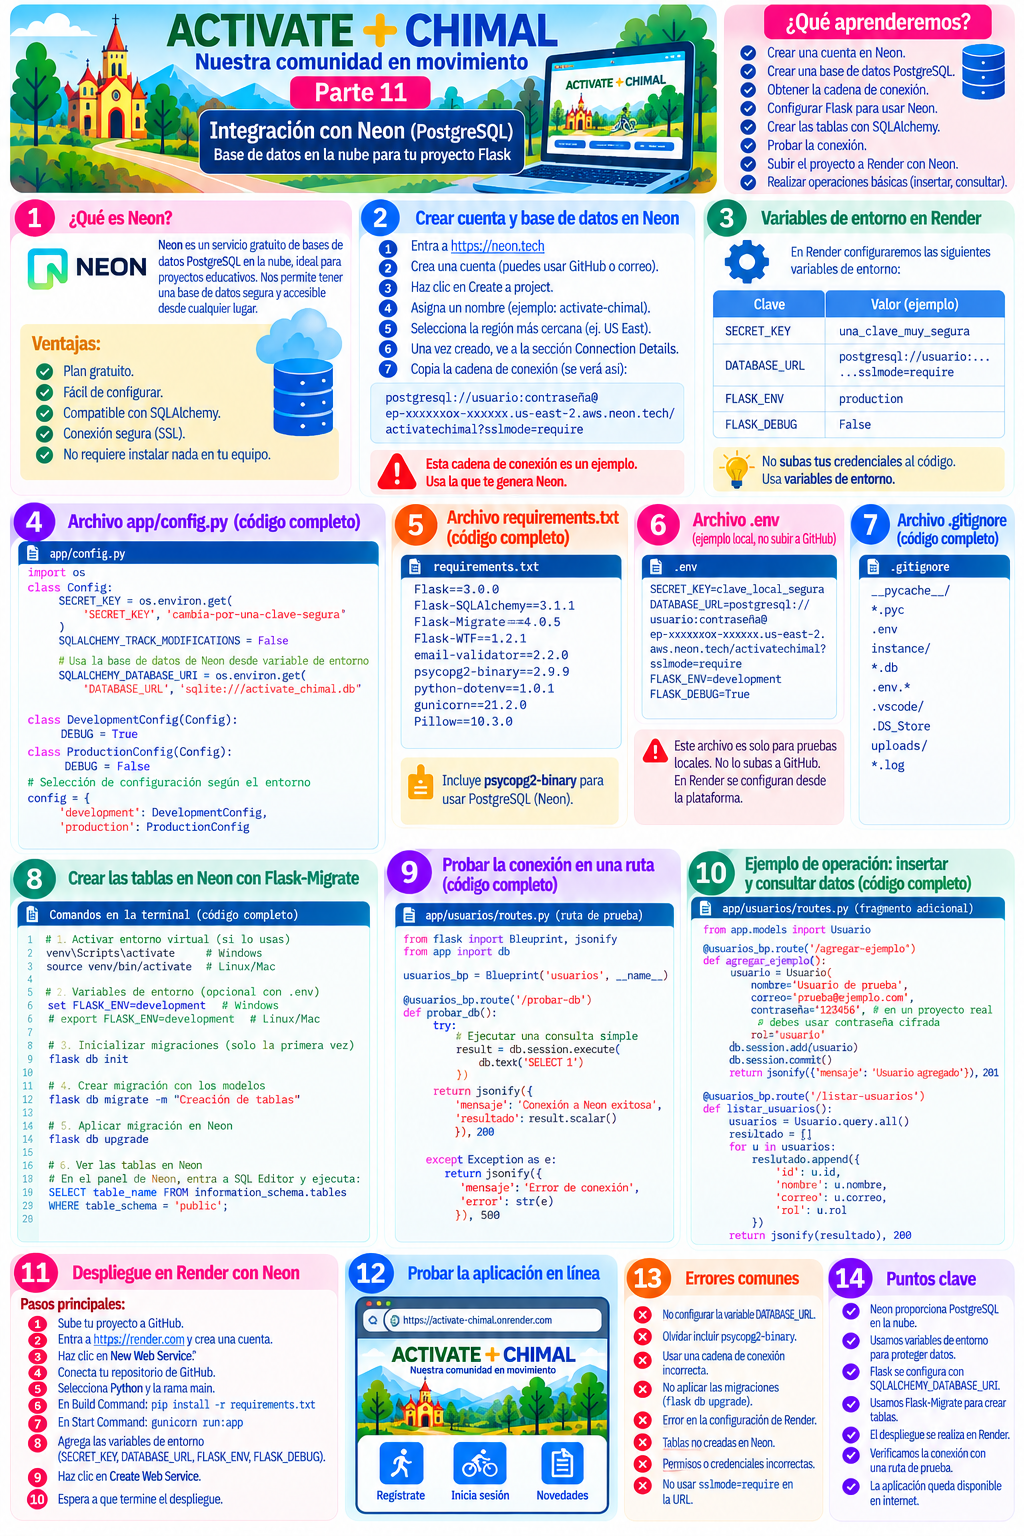 ACTIVATE + CHIMAL
Nuestra comunidad en movimiento
Parte 11
Integración con Neon (PostgreSQL)
Base de datos en la nube para tu proyecto Flask
ACTIVATE+CHIMAL
¿Qué aprenderemos?
Crear una cuenta en Neon.
Crear una base de datos PostgreSQL.
Obtener la cadena de conexión.
Configurar Flask para usar Neon.
Crear las tablas con SQLAlchemy.
Probar la conexión.
Subir el proyecto a Render con Neon.
Realizar operaciones básicas (insertar, consultar).
1 ¿Qué es Neon?
NEON
Neon es un servicio gratuito de bases de
datos PostgreSQL en la nube, ideal para
proyectos educativos. Nos permite tener
una base de datos segura y accesible
desde cualquier lugar.
Ventajas:
Plan gratuito.
Fácil de configurar.
Compatible con SQLAlchemy.
Conexión segura (SSL).
No requiere instalar nada en tu equipo.
2 Crear cuenta y base de datos en Neon
1 Entra a https://neon.tech
2 Crea una cuenta (puedes usar GitHub o correo).
3 Haz clic en Create a project.
4 Asigna un nombre (ejemplo: activate-chimal).
5 Selecciona la región más cercana (ej. US East).
6 Una vez creado, ve a la sección Connection Details.
7 Copia la cadena de conexión (se verá así):
postgresql://usuario:contraseña@
ep-xxxxxxox-xxxxxx.us-east-2.aws.neon.tech/
activatechimal?sslmode=require
Esta cadena de conexión es un ejemplo.
Usa la que te genera Neon.
3 Variables de entorno en Render
En Render configuraremos las siguientes
variables de entorno:
Clave Valor (ejemplo)
SECRET_KEY una_clave_muy_segura
DATABASE_URL postgresql://usuario:...
...sslmode=require
FLASK_ENV production
FLASK_DEBUG False
No subas tus credenciales al código.
Usa variables de entorno.
4 Archivo app/config.py (código completo)
app/config.py
import os
class Config:
SECRET_KEY = os.environ.get(
'SECRET_KEY', 'cambia-por-una-clave-segura"
)
SQLALCHEMY_TRACK_MODIFICATIONS = False
# Usa la base de datos de Neon desde variable de entorno
SQLALCHEMY_DATABASE_URI = os.environ.get(
'DATABASE_URL', 'sqlite:///activate_chimal.db"
class DevelopmentConfig(Config):
DEBUG = True
class ProductionConfig(Config):
DEBUG = False
# Selección de configuración según el entorno
config = {
'development': DevelopmentConfig,
'production': ProductionConfig
5 Archivo requirements.txt
(código completo)
requirements.txt
Flask==3.0.0
Flask-SQLAlchemy==3.1.1
Flask-Migrate==4.0.5
Flask-WTF==1.2.1
email-validator==2.2.0
psycopg2-binary==2.9.9
python-dotenv==1.0.1
gunicorn==21.2.0
Pillow==10.3.0
Incluye psycopg2-binary para
usar PostgreSQL (Neon).
6 Archivo .env
(ejemplo local, no subir a GitHub)
.env
SECRET_KEY=clave_local_segura
DATABASE_URL=postgresql://
usuario:contraseña@
ep-xxxxxxox-xxxxxx.us-east-2.
aws.neon.tech/activatechimal?
sslmode=require
FLASK_ENV=development
FLASK_DEBUG=True
Este archivo es solo para pruebas
locales. No lo subas a GitHub.
En Render se configuran desde
la plataforma.
7 Archivo .gitignore
(código completo)
.gitignore
__pycache__/
*.pyc
.env
instance/
*.db
.env.*
.vscode/
.DS_Store
uploads/
*.log
8 Crear las tablas en Neon con Flask-Migrate
Comandos en la terminal (código completo)
1 # 1. Activar entorno virtual (si lo usas)
2 venv\Scripts\activate # Windows
3 source venv/bin/activate # Linux/Mac
4
5 # 2. Variables de entorno (opcional con .env)
6 set FLASK_ENV=development # Windows
6 # export FLASK_ENV=development # Linux/Mac
7
8 # 3. Inicializar migraciones (solo la primera vez)
9 flask db init
10
11 # 4. Crear migración con los modelos
12 flask db migrate -m "Creación de tablas"
13
14 # 5. Aplicar migración en Neon
14 flask db upgrade
15
16 # 6. Ver las tablas en Neon
18 # En el panel de Neon, entra a SQL Editor y ejecuta:
19 SELECT table_name FROM information_schema.tables
29 WHERE table_schema = 'public';
20
9 Probar la conexión en una ruta
(código completo)
app/usuarios/routes.py (ruta de prueba)
from flask import Bleueprint, jsonify
from app import db
usuarios_bp = Blueprint('usuarios', __name__)
@usuarios_bp.route('/probar-db')
def probar_db():
try:
# Ejecutar una consulta simple
result = db.session.execute(
db.text('SELECT 1')
})
return jsonify({
'mensaje': 'Conexión a Neon exitosa',
'resultado': result.scalar()
}), 200
except Exception as e:
return jsonify({
'mensaje': 'Error de conexión',
'error': str(e)
}), 500
10 Ejemplo de operación: insertar
y consultar datos (código completo)
app/usuarios/routes.py (fragmento adicional)
from app.models import Usuario
@usuarios_bp.route('/agregar-ejemplo")
def agregar_ejemplo():
usuario = Usuario(
nombre='Usuario de prueba',
correo='prueba@ejemplo.com',
contraseña='123456', # en un proyecto real
# debes usar contraseña cifrada
rol='usuario'
db.session.add(usuario)
db.session.commit()
return jsonify({'mensaje': 'Usuario agregado'}), 201
@usuarios_bp.route('/listar-usuarios')
def listar_usuarios():
usuarios = Usuario.query.all()
resultado = []
for u in usuarios:
reslutado.append({
'id': u.id,
'nombre': u.nombre,
'correo': u.correo,
'rol': u.rol
})
return jsonify(resultado), 200
11 Despliegue en Render con Neon
Pasos principales:
1 Sube tu proyecto a GitHub.
2 Entra a https://render.com y crea una cuenta.
3 Haz clic en New Web Service."
4 Conecta tu repositorio de GitHub.
5 Selecciona Python y la rama main.
6 En Build Command: pip install -r requirements.txt
7 En Start Command: gunicorn run:app
8 Agrega las variables de entorno
(SECRET_KEY, DATABASE_URL, FLASK_ENV, FLASK_DEBUG).
9 Haz clic en Create Web Service.
10 Espera a que termine el despliegue.
12 Probar la aplicación en línea
https://activate-chimal.onrender.com
ACTIVATE + CHIMAL
Nuestra comunidad en movimiento
Regístrate Inicia sesión Novedades
13 Errores comunes
No configurar la variable DATABASE_URL.
Olvidar incluir psycopg2-binary.
Usar una cadena de conexión
incorrecta.
No aplicar las migraciones
(flask db upgrade).
Error en la configuración de Render.
Tablas no creadas en Neon.
Permisos o credenciales incorrectas.
No usar sslmode=require en
la URL.
14 Puntos clave
Neon proporciona PostgreSQL
en la nube.
Usamos variables de entorno
para proteger datos.
Flask se configura con
SQLALCHEMY_DATABASE_URI.
Usamos Flask-Migrate para crear
tablas.
El despliegue se realiza en Render.
Verificamos la conexión con
una ruta de prueba.
La aplicación queda disponible
en internet.